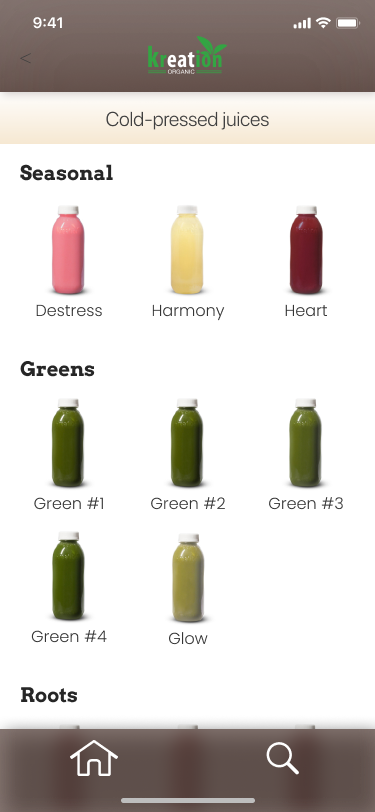 9:41
<
kreation
ORGANIC
Cold-pressed juices
Seasonal
Destress Harmony Heart
Greens
Green #1 Green #2 Green #3
Green #4 Glow
Roots